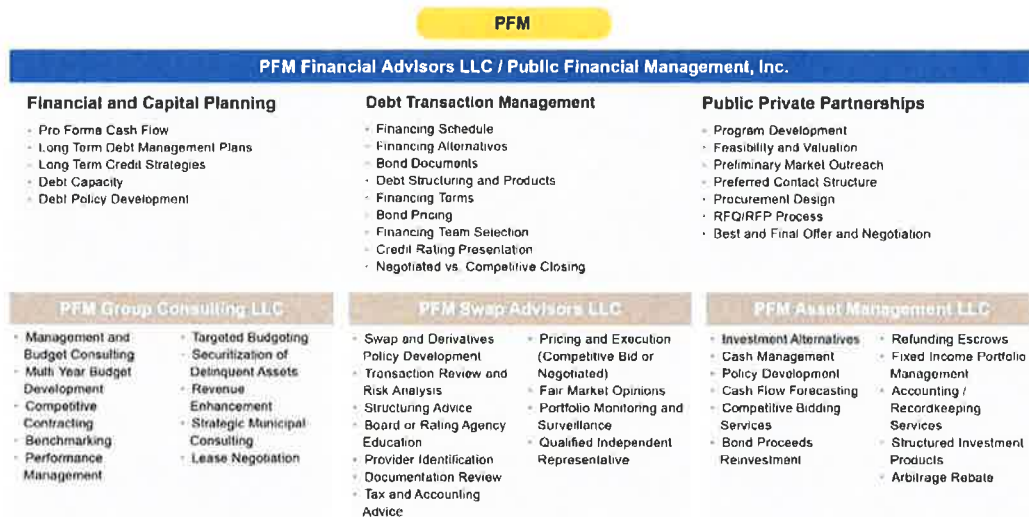 PFM
PFM Financial Advisors LLC / Public Financial Management, Inc.
Financial and Capital Planning
· Pro Forma Cash Flow
· Long Term Debt Management Plans
· Long Term Credit Strategies
· Debt Capacity
· Debt Policy Development
Debt Transaction Management
· Financing Schedule
· Financing Alternatives
· Bond Documents
· Debt Structuring and Products
· Financing Terms
· Bond Pricing
· Financing Team Selection
· Credit Rating Presentation
· Negotiated vs. Competitive Closing
Public Private Partnerships
· Program Development
· Feasibility and Valuation
· Preliminary Market Outreach
· Preferred Contact Structure
· Procurement Design
· RFQ/RFP Process
· Best and Final Offer and Negotiation
PFM Group Consulting LLC
· Management and
Budget Consulting
· Multi Year Budget
Development
· Competitive
Contracting
· Benchmarking
· Performance
Management
· Targeted Budgeting
· Securitization of
Delinquent Assets
· Revenue
Enhancement
· Strategic Municipal
Consulting
· Lease Negotiation
PFM Swap Advisors LLC
· Swap and Derivatives
Policy Development
· Transaction Review and
Risk Analysis
· Structuring Advice
· Board or Rating Agency
Education
· Provider Identification
· Documentation Review
· Tax and Accounting
Advice
· Pricing and Execution
(Competitive Bid or
Negotiated)
· Fair Market Opinions
· Portfolio Monitoring and
Surveillance
· Qualified Independent
Representative
PFM Asset Management LLC
· Investment Alternatives
· Cash Management
Policy Development
· Cash Flow Forecasting
· Competitive Bidding
Services
· Bond Proceeds
Reinvestment
· Refunding Escrows
· Fixed Income Portfolio
Management
· Accounting /
Recordkeeping
Services
· Structured Investment
Products
· Arbitrage Rebate